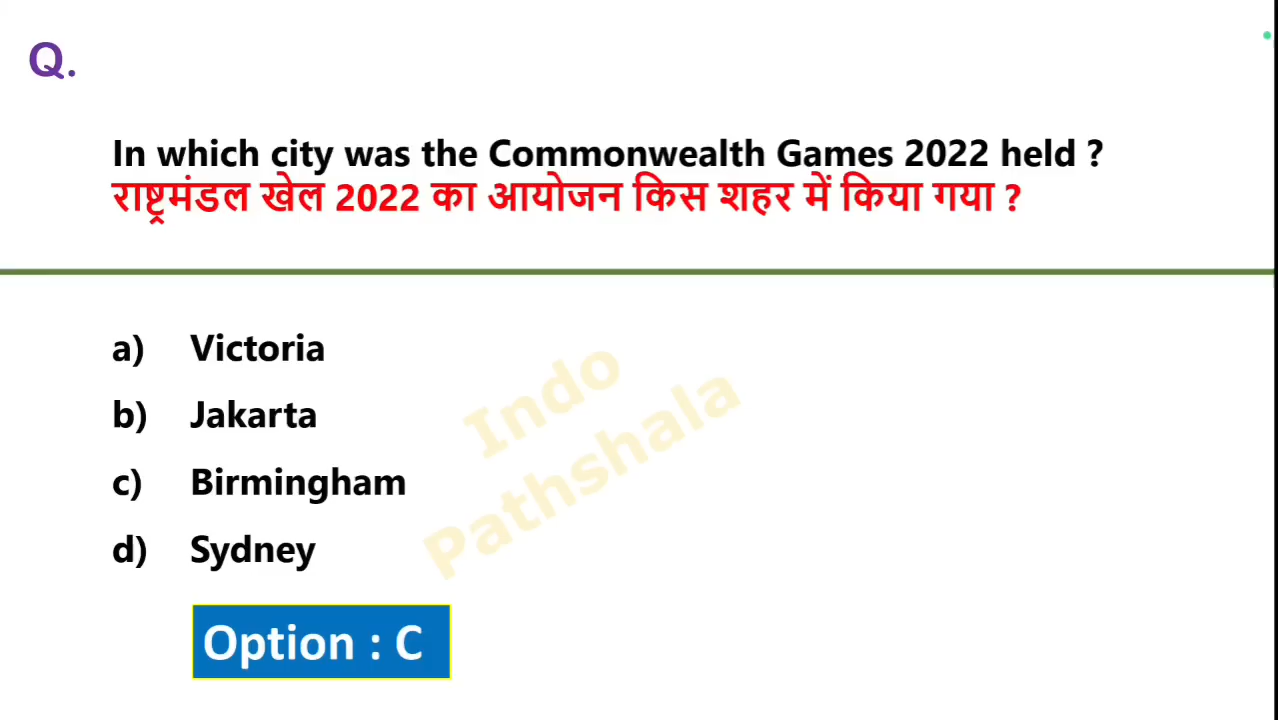 Q.
In which city was the Commonwealth Games 2022 held ?
राष्ट्रमंडल खेल 2022 का आयोजन किस शहर में किया गया ?
a) Victoria
b) Jakarta
c) Birmingham
d) Sydney
Indo
Pathshala
Option : C